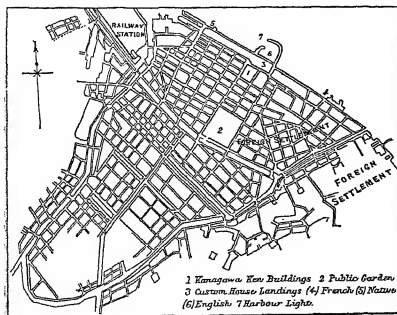 RAILWAY
STATION
5
7
6
3
1
4
2
FOREIGN SETTLEMENT
FOREIGN
SETTLEMENT
1 Kanagawa Ken Buildings 2 Public Garden
3 Custom House Landings (4) French (5) Native
(6) English 7 Harbour Light.